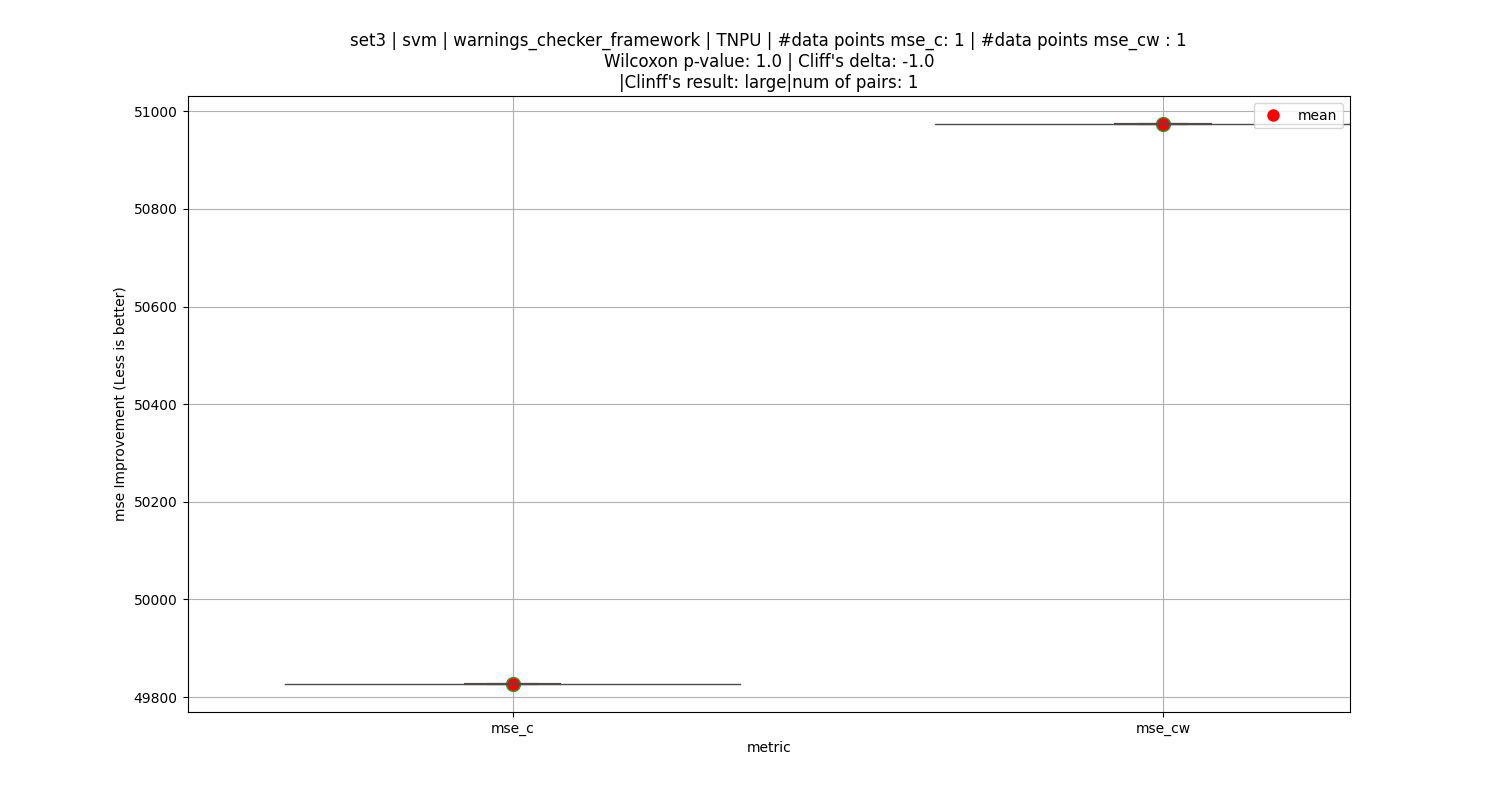 set3 | svm | warnings_checker_framework | TNPU | #data points mse_c: 1 | #data points mse_cw : 1
Wilcoxon p-value: 1.0 | Cliff's delta: -1.0
|Clinff's result: large|num of pairs: 1
mean
mse Improvement (Less is better)
51000
50800
50600
50400
50200
50000
49800
mse_c
mse_cw
metric